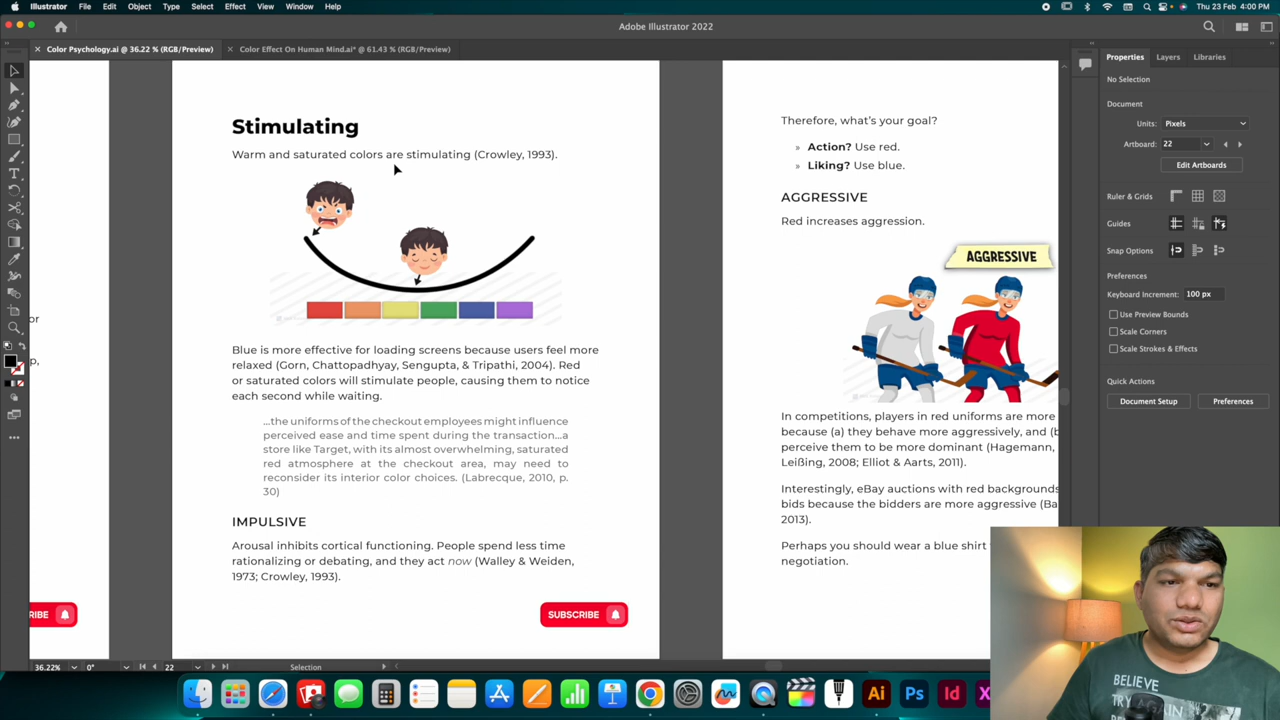 Illustrator File Edit Object Type Select Effect View Window Help
Thu 23 Feb 4:00 PM
Adobe Illustrator 2022
Color Psychology.ai @ 36.22 % (RGB/Preview)
Color Effect On Human Mind.ai* @ 61.43 % (RGB/Preview)
or
p,
RIBE
Stimulating
Warm and saturated colors are stimulating (Crowley, 1993).
Blue is more effective for loading screens because users feel more
relaxed (Gorn, Chattopadhyay, Sengupta, & Tripathi, 2004). Red
or saturated colors will stimulate people, causing them to notice
each second while waiting.
...the uniforms of the checkout employees might influence
perceived ease and time spent during the transaction...a
store like Target, with its almost overwhelming, saturated
red atmosphere at the checkout area, may need to
reconsider its interior color choices. (Labrecque, 2010, p.
30)
IMPULSIVE
Arousal inhibits cortical functioning. People spend less time
rationalizing or debating, and they act now (Walley & Weiden,
1973; Crowley, 1993).
SUBSCRIBE
Therefore, what's your goal?
» Action? Use red.
» Liking? Use blue.
AGGRESSIVE
Red increases aggression.
AGGRESSIVE
In competitions, players in red uniforms are more
because (a) they behave more aggressively, and (b
perceive them to be more dominant (Hagemann,
Leißing, 2008; Elliot & Aarts, 2011).
Interestingly, eBay auctions with red backgrounds
bids because the bidders are more aggressive (Ba
2013).
Perhaps you should wear a blue shirt
negotiation.
Properties Layers Libraries
No Selection
Document
Units: Pixels
Artboard: 22
Edit Artboards
Ruler & Grids
Guides
Snap Options
Preferences
Keyboard Increment: 100 px
Use Preview Bounds
Scale Corners
Scale Strokes & Effects
Quick Actions
Document Setup Preferences
36.22% 0° 22 Selection
Ai Ps Id X
BELIEVE
TRY AGAIN